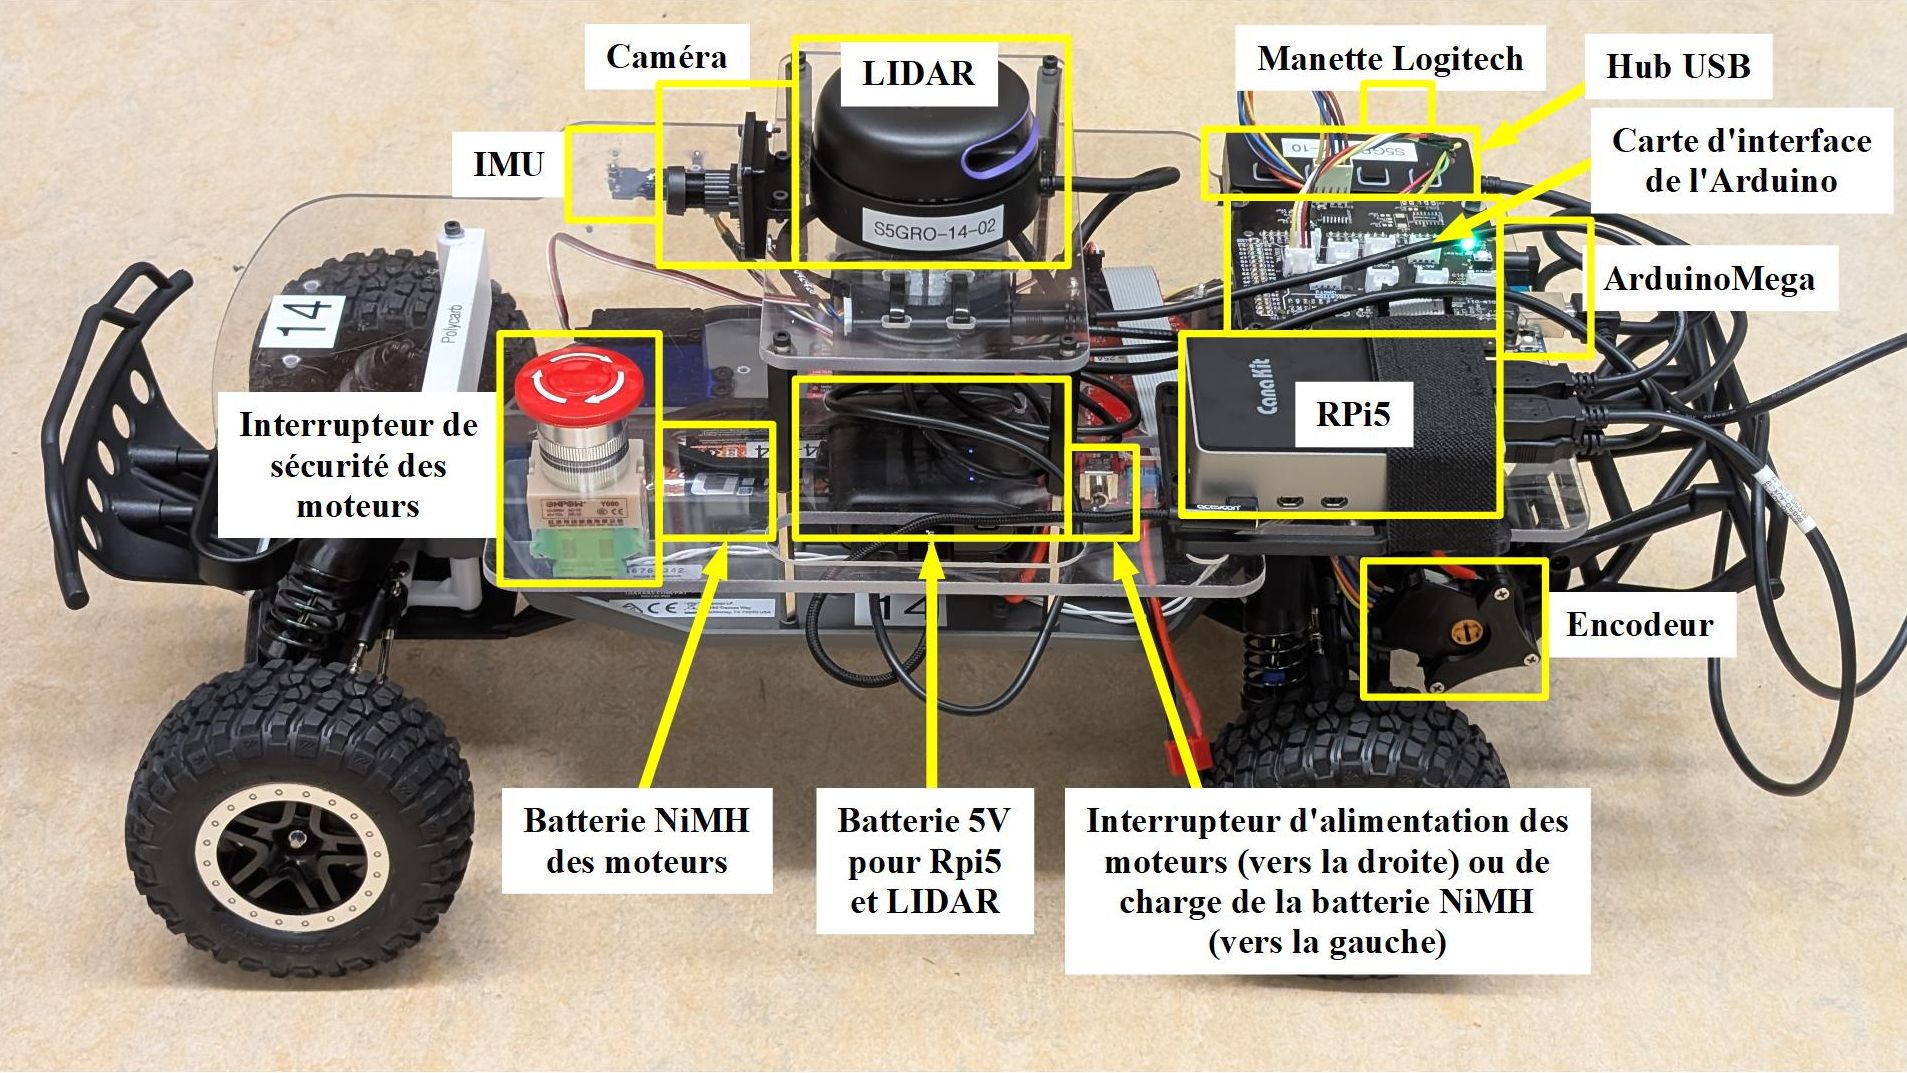 Caméra
LIDAR
Manette Logitech
Hub USB
IMU
Carte d'interface
de l'Arduino
S5GRO-14-02
ArduinoMega
14
Polycarb
CanaKit
RPi5
Interrupteur de
sécurité des
moteurs
Y090
CE
14
Encodeur
Batterie NiMH
des moteurs
Batterie 5V
pour Rpi5
et LIDAR
Interrupteur d'alimentation des
moteurs (vers la droite) ou de
charge de la batterie NiMH
(vers la gauche)